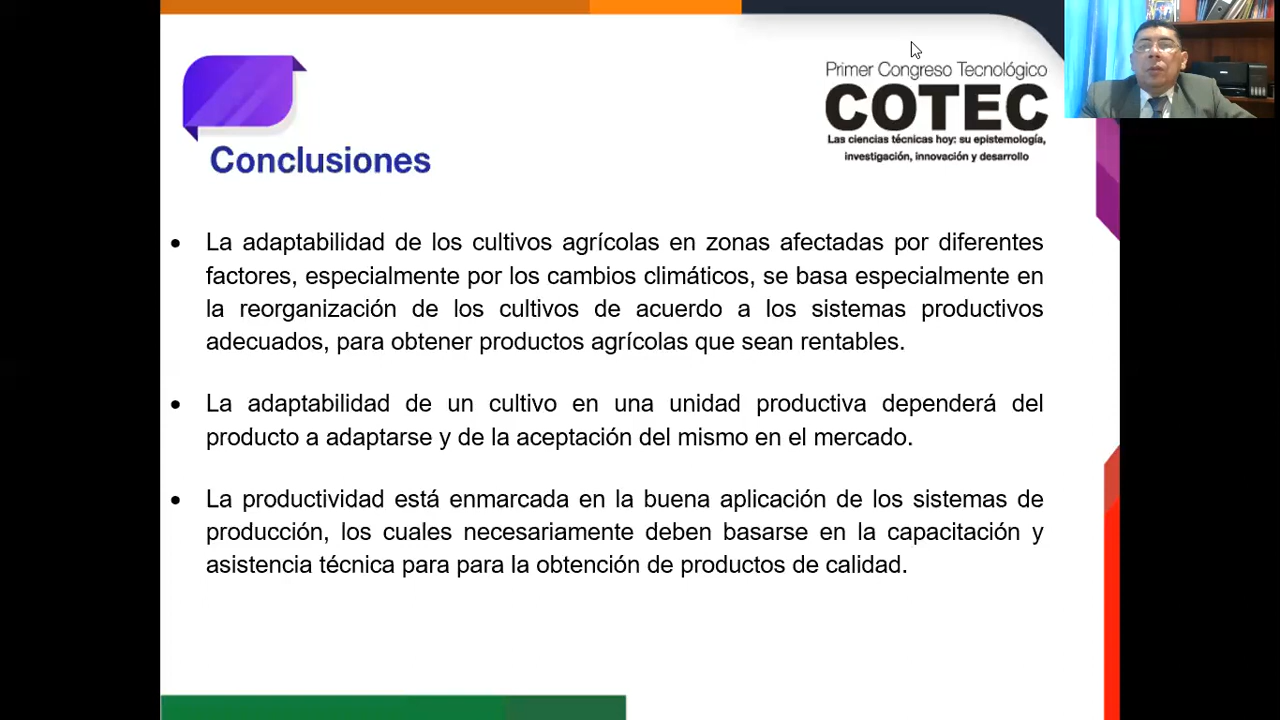 Primer Congreso Tecnológico
COTEC
Las ciencias técnicas hoy: su epistemología,
investigación, innovación y desarrollo
Conclusiones
• La adaptabilidad de los cultivos agrícolas en zonas afectadas por diferentes
factores, especialmente por los cambios climáticos, se basa especialmente en
la reorganización de los cultivos de acuerdo a los sistemas productivos
adecuados, para obtener productos agrícolas que sean rentables.
• La adaptabilidad de un cultivo en una unidad productiva dependerá del
producto a adaptarse y de la aceptación del mismo en el mercado.
• La productividad está enmarcada en la buena aplicación de los sistemas de
producción, los cuales necesariamente deben basarse en la capacitación y
asistencia técnica para para la obtención de productos de calidad.